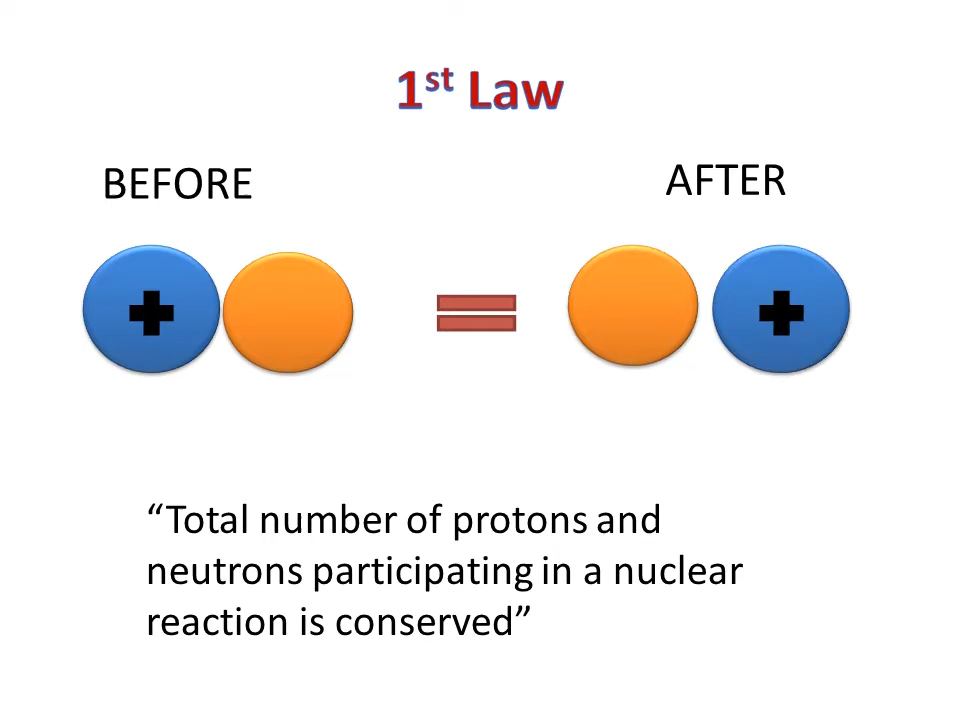 1st Law
BEFORE
AFTER
“Total number of protons and
neutrons participating in a nuclear
reaction is conserved”